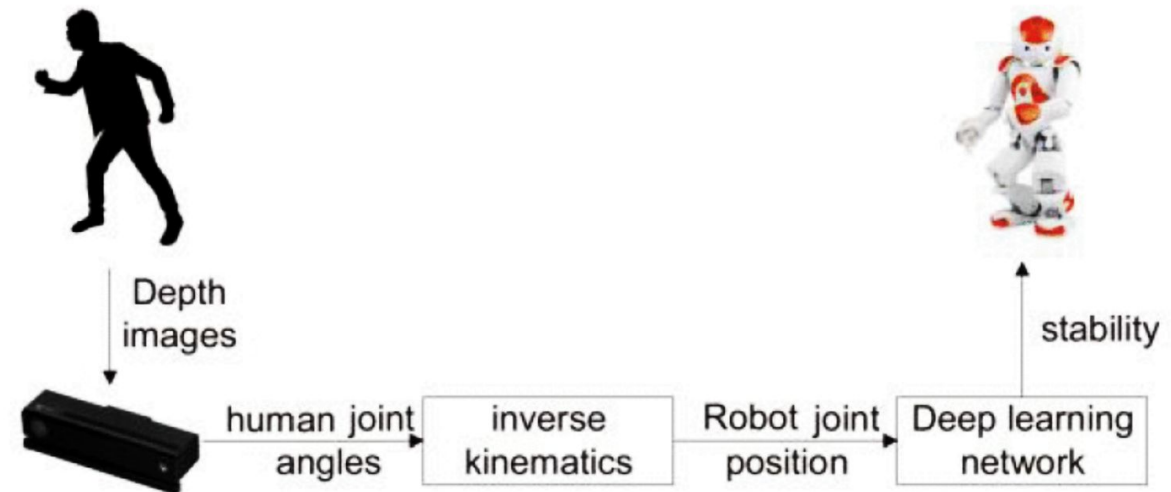 Depth
images
stability
human joint
angles
inverse
kinematics
Robot joint
position
Deep learning
network